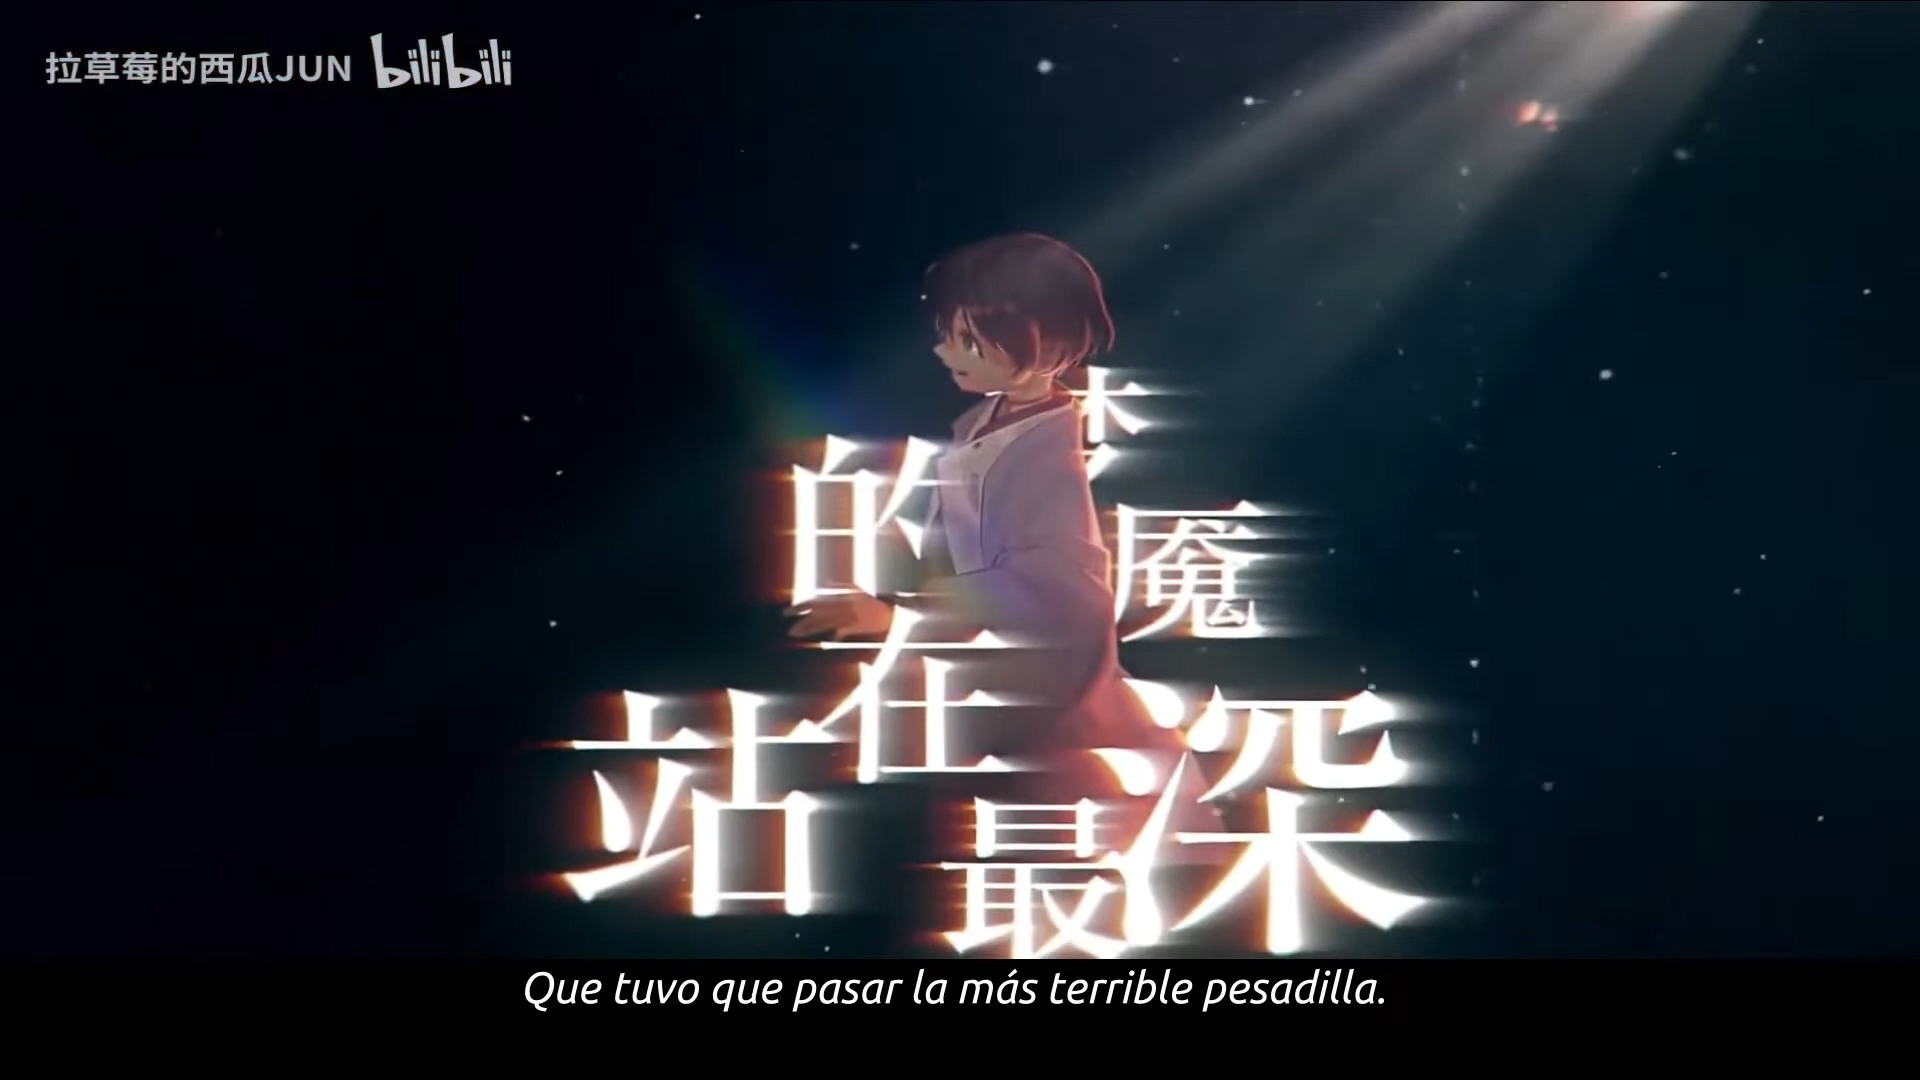 拉草莓的西瓜JUN bilibili
站在
最深
的
梦魇
Que tuvo que pasar la más terrible pesadilla.